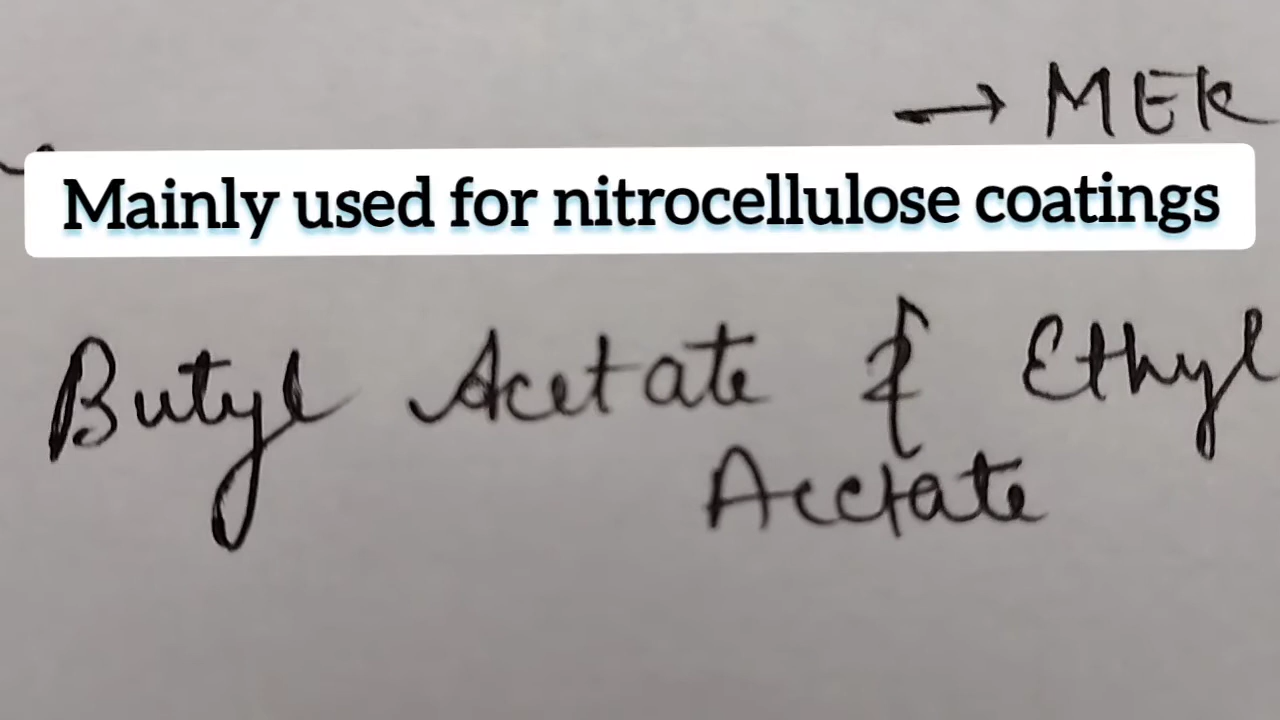 → MEK
Mainly used for nitrocellulose coatings
Butyl Acetate & Ethyl
Acetate